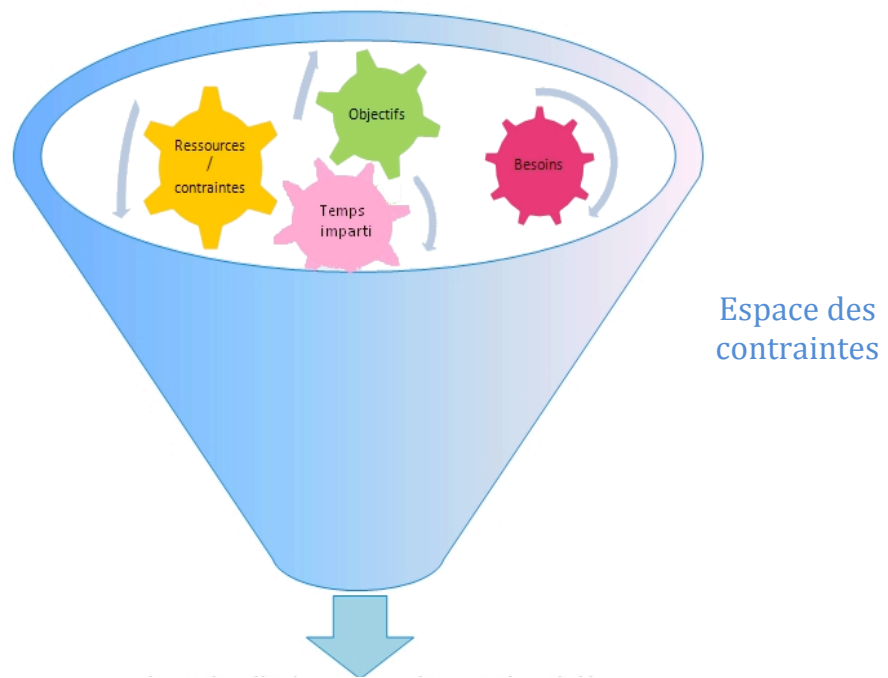 Objectifs
Ressources
/
contraintes
Besoins
Temps
imparti
Espace des
contraintes